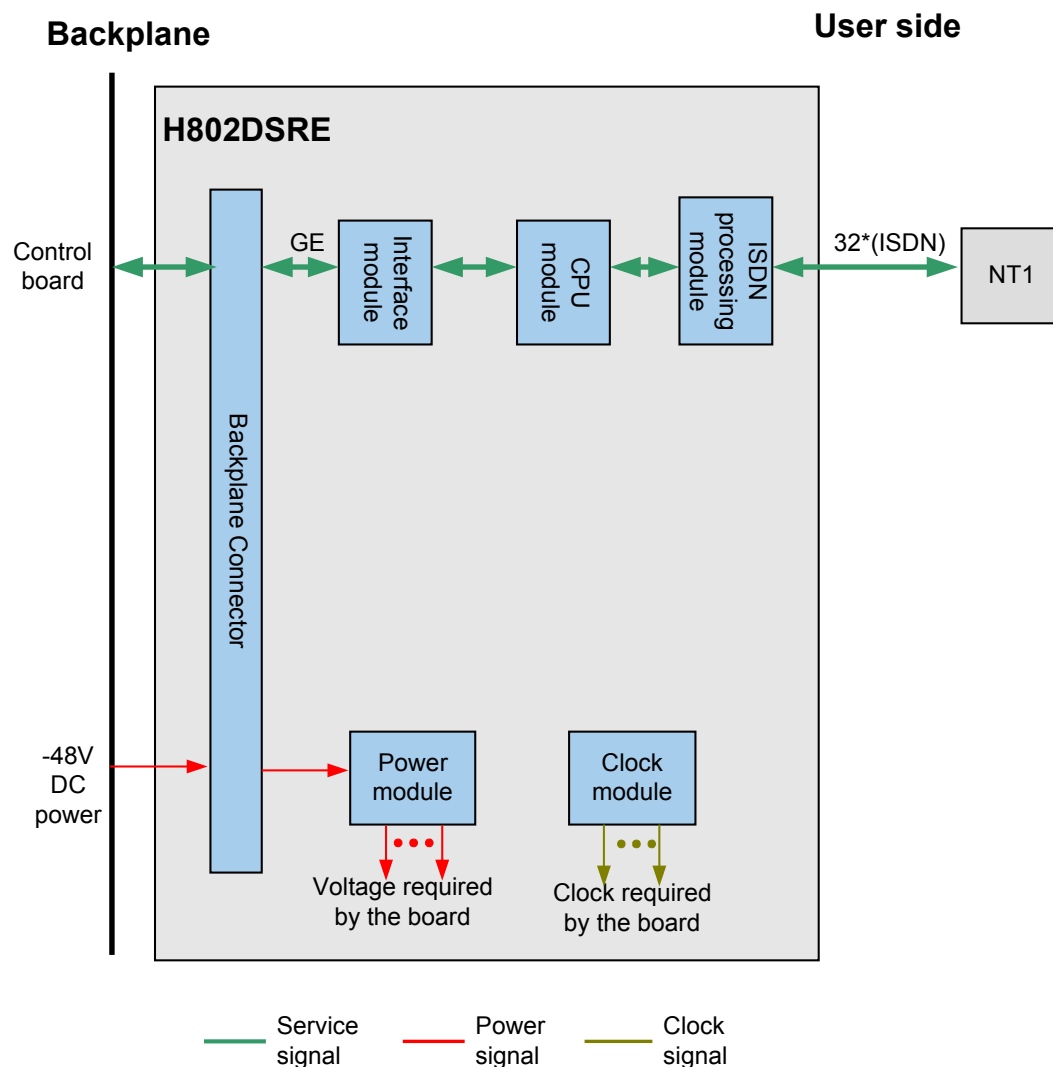 Backplane
User side
H802DSRE
Control
board
GE
Interface
module
CPU
module
ISDN
processing
module
32*(ISDN)
NT1
Backplane Connector
-48V
DC
power
Power
module
Clock
module
Voltage required
by the board
Clock required
by the board
Service
signal
Power
signal
Clock
signal